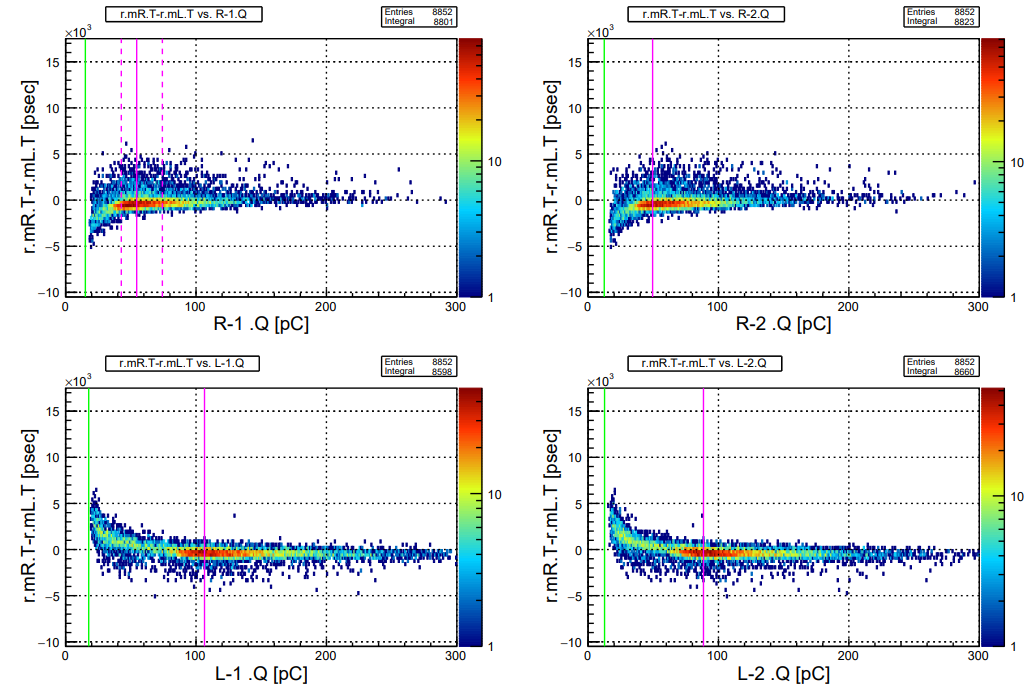 r.mR.T-r.mL.T vs. R-1.Q
Entries 8852
Integral 8801
×10³
15
10
5
0
−5
−10
r.mR.T-r.mL.T [psec]
0 100 200 300
R-1 .Q [pC]
10
1
r.mR.T-r.mL.T vs. R-2.Q
Entries 8852
Integral 8823
×10³
15
10
5
0
−5
−10
r.mR.T-r.mL.T [psec]
0 100 200 300
R-2 .Q [pC]
10
1
r.mR.T-r.mL.T vs. L-1.Q
Entries 8852
Integral 8598
×10³
15
10
5
0
−5
−10
r.mR.T-r.mL.T [psec]
0 100 200 300
L-1 .Q [pC]
10
1
r.mR.T-r.mL.T vs. L-2.Q
Entries 8852
Integral 8660
×10³
15
10
5
0
−5
−10
r.mR.T-r.mL.T [psec]
0 100 200 300
L-2 .Q [pC]
10
1